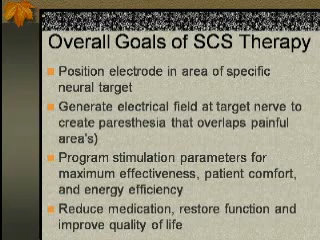 Overall Goals of SCS Therapy
Position electrode in area of specific
neural target
Generate electrical field at target nerve to
create paresthesia that overlaps painful
area's)
Program stimulation parameters for
maximum effectiveness, patient comfort,
and energy efficiency
Reduce medication, restore function and
improve quality of life